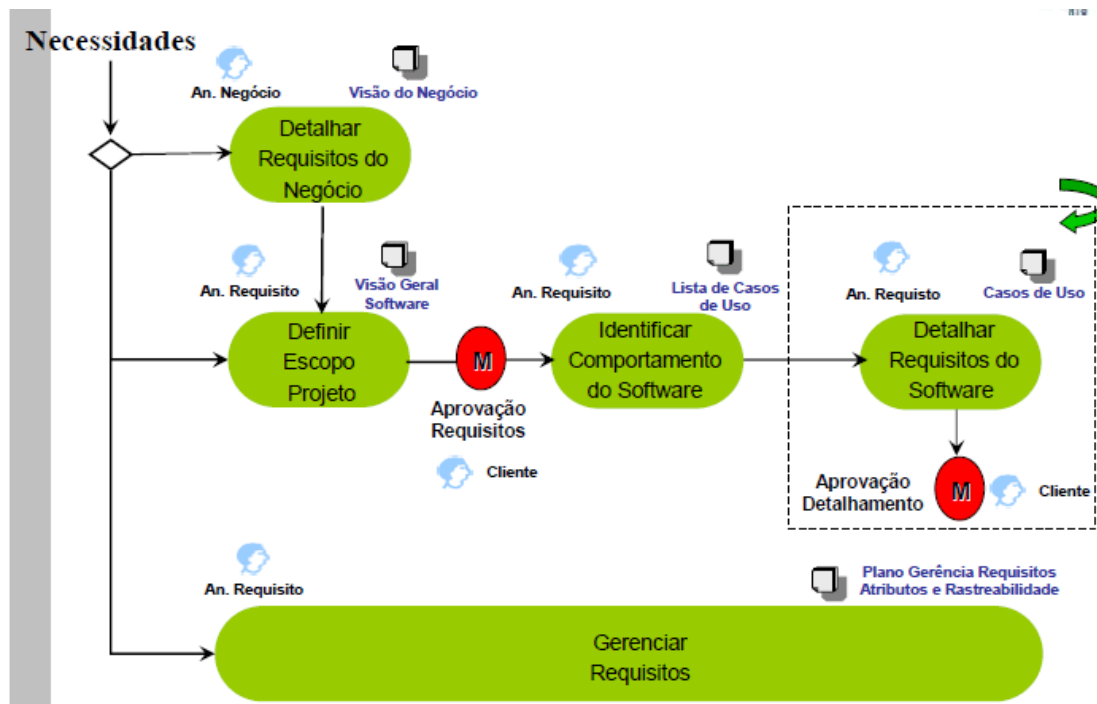 Necessidades
An. Negócio
Visão do Negócio
Detalhar
Requisitos do
Negócio
An. Requisito
Visão Geral
Software
Definir
Escopo
Projeto
M
Aprovação
Requisitos
Cliente
An. Requisito
Lista de Casos
de Uso
Identificar
Comportamento
do Software
An. Requisto
Casos de Uso
Detalhar
Requisitos do
Software
M
Aprovação
Detalhamento
Cliente
An. Requisito
Plano Gerência Requisitos
Atributos e Rastreabilidade
Gerenciar
Requisitos